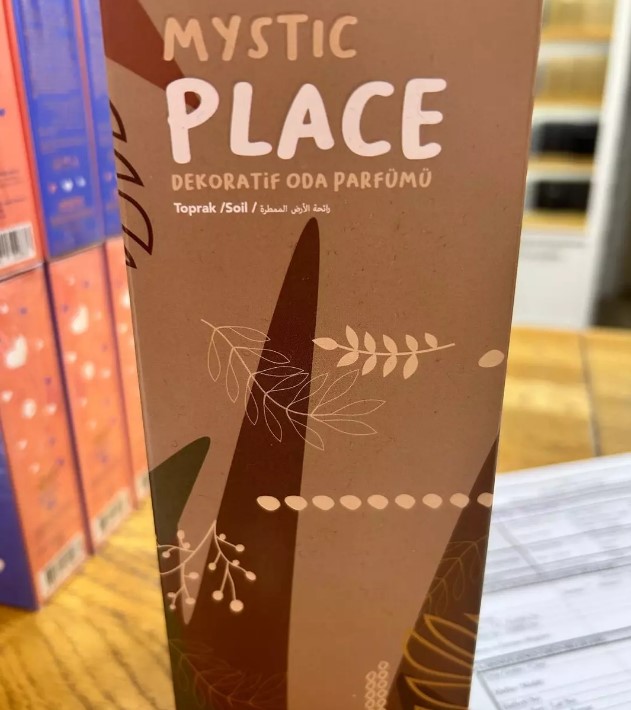 MYSTIC
PLACE
DEKORATİF ODA PARFÜMÜ
Toprak /Soil / رائحة الأرض الممطرة